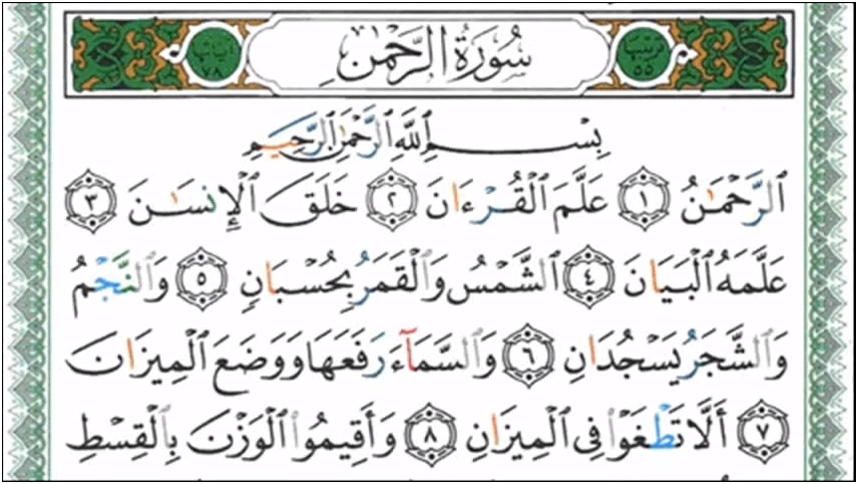 ترتيبها ٥٥ سُورَةُ الرَّحْمَٰنِ آياتها ٧٨
بِسْمِ ٱللَّهِ ٱلرَّحْمَٰنِ ٱلرَّحِيمِ
ٱلرَّحْمَٰنُ ١ عَلَّمَ ٱلْقُرْءَانَ ٢ خَلَقَ ٱلْإِنسَٰنَ ٣
عَلَّمَهُ ٱلْبَيَانَ ٤ ٱلشَّمْسُ وَٱلْقَمَرُ بِحُسْبَانٍ ٥ وَٱلنَّجْمُ
وَٱلشَّجَرُ يَسْجُدَانِ ٦ وَٱلسَّمَآءَ رَفَعَهَا وَوَضَعَ ٱلْمِيزَانَ
٧ أَلَّا تَطْغَوْا۟ فِى ٱلْمِيزَانِ ٨ وَأَقِيمُوا۟ ٱلْوَزْنَ بِٱلْقِسْطِ